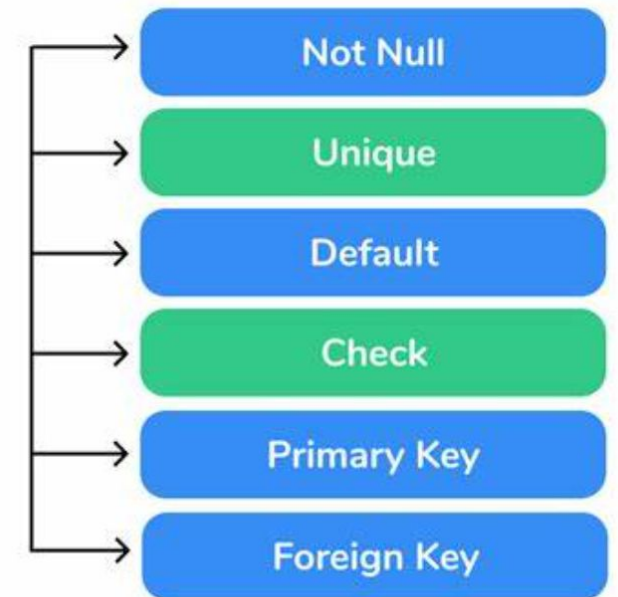 Not Null
Unique
Default
Check
Primary Key
Foreign Key